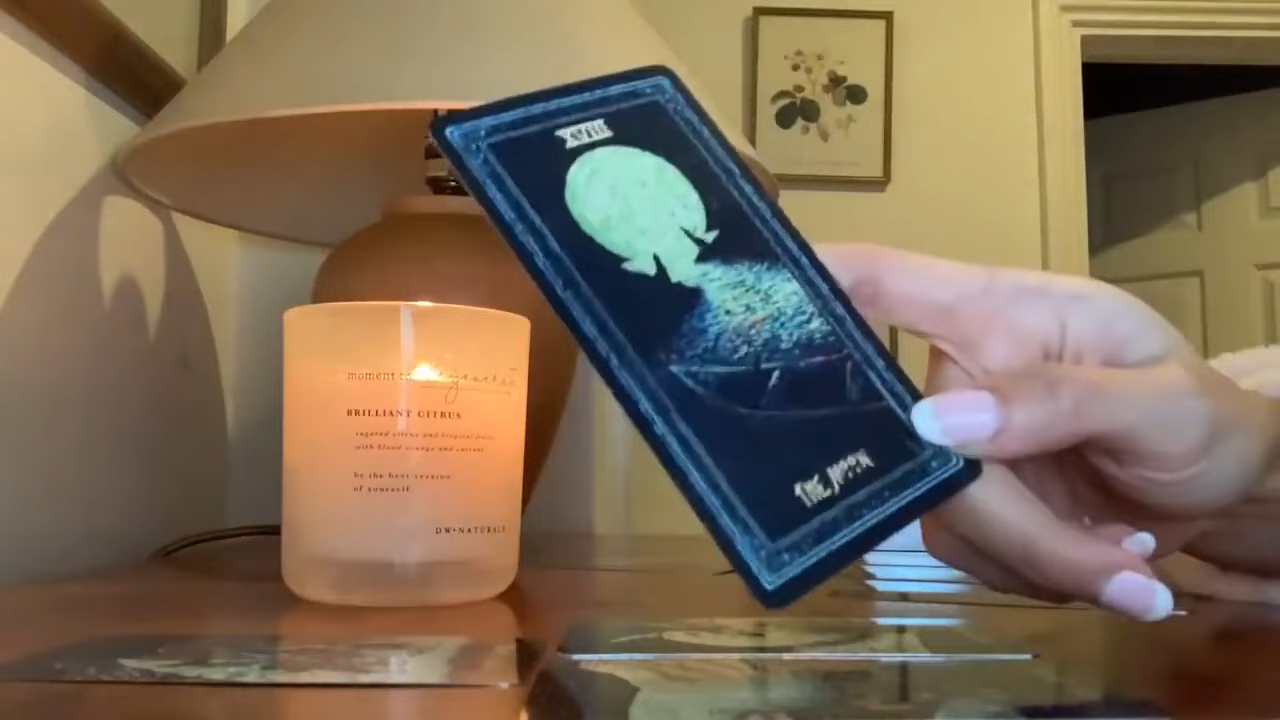 XVIII
THE MOON
moment to
BRILLIANT CITRUS
sugared citrus and tropical fruits
with blood orange and currant
be the best version
of yourself
DW•NATURALS